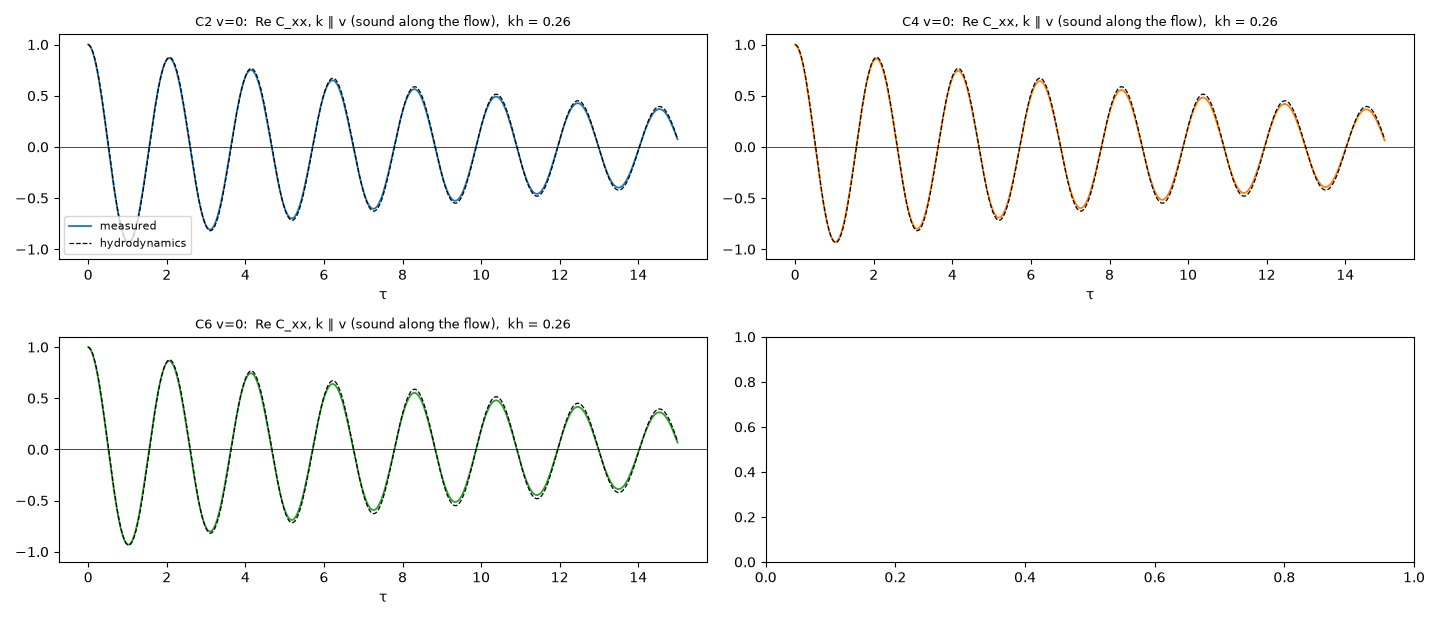 C2 v=0:  Re C_xx, k ∥ v (sound along the flow),  kh = 0.26
1.0
0.5
0.0
−0.5
−1.0
measured
hydrodynamics
0 2 4 6 8 10 12 14
τ
C4 v=0:  Re C_xx, k ∥ v (sound along the flow),  kh = 0.26
1.0
0.5
0.0
−0.5
−1.0
0 2 4 6 8 10 12 14
τ
C6 v=0:  Re C_xx, k ∥ v (sound along the flow),  kh = 0.26
1.0
0.5
0.0
−0.5
−1.0
0 2 4 6 8 10 12 14
τ
1.0
0.8
0.6
0.4
0.2
0.0
0.0 0.2 0.4 0.6 0.8 1.0